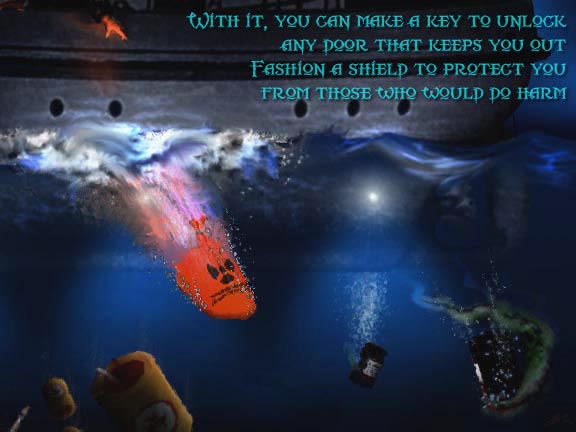 With it, you can make a key to unlock
any door that keeps you out
Fashion a shield to protect you
from those who would do harm